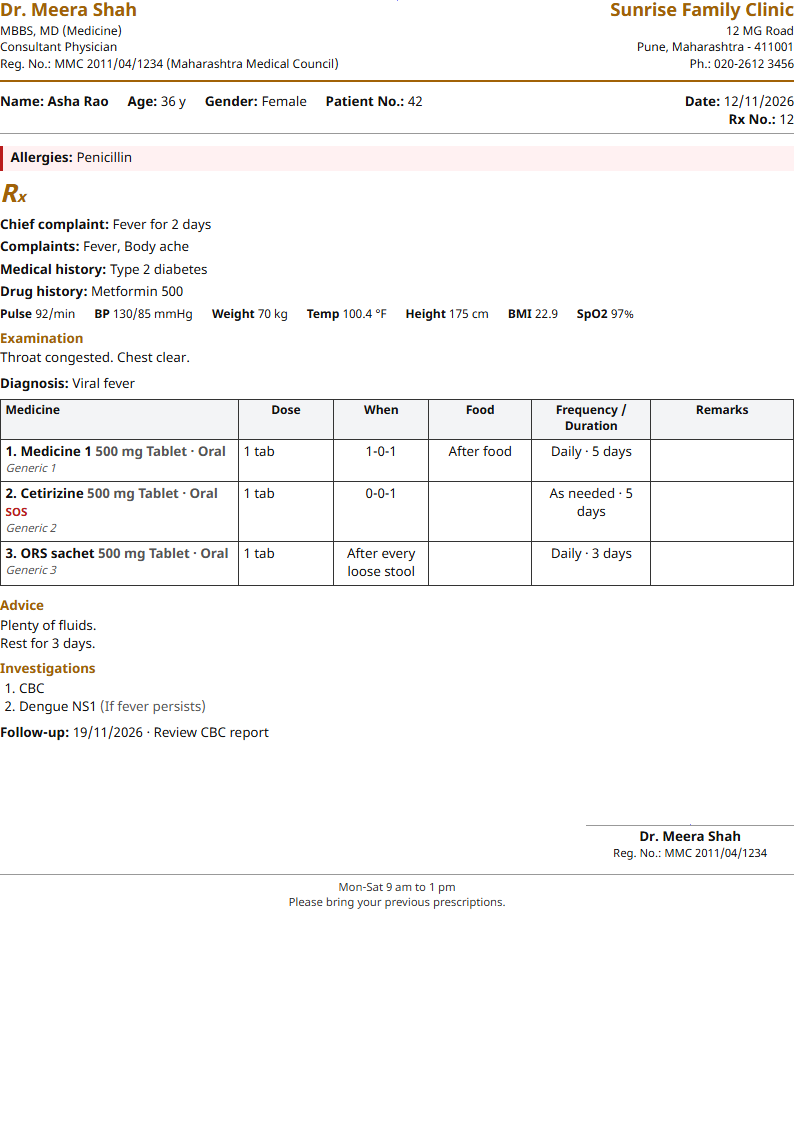 Dr. Meera Shah
MBBS, MD (Medicine)
Consultant Physician
Reg. No.: MMC 2011/04/1234 (Maharashtra Medical Council)
Sunrise Family Clinic
12 MG Road
Pune, Maharashtra - 411001
Ph.: 020-2612 3456
Name: Asha Rao Age: 36 y Gender: Female Patient No.: 42
Date: 12/11/2026
Rx No.: 12
Allergies: Penicillin
Rx
Chief complaint: Fever for 2 days
Complaints: Fever, Body ache
Medical history: Type 2 diabetes
Drug history: Metformin 500
Pulse 92/min BP 130/85 mmHg Weight 70 kg Temp 100.4 °F Height 175 cm BMI 22.9 SpO2 97%
Examination
Throat congested. Chest clear.
Diagnosis: Viral fever
Medicine Dose When Food Frequency / Duration Remarks
1. Medicine 1 500 mg Tablet · Oral 1 tab 1-0-1 After food Daily · 5 days
Generic 1
2. Cetirizine 500 mg Tablet · Oral 1 tab 0-0-1 As needed · 5 days
SOS
Generic 2
3. ORS sachet 500 mg Tablet · Oral 1 tab After every loose stool Daily · 3 days
Generic 3
Advice
Plenty of fluids.
Rest for 3 days.
Investigations
1. CBC
2. Dengue NS1 (If fever persists)
Follow-up: 19/11/2026 · Review CBC report
Dr. Meera Shah
Reg. No.: MMC 2011/04/1234
Mon-Sat 9 am to 1 pm
Please bring your previous prescriptions.